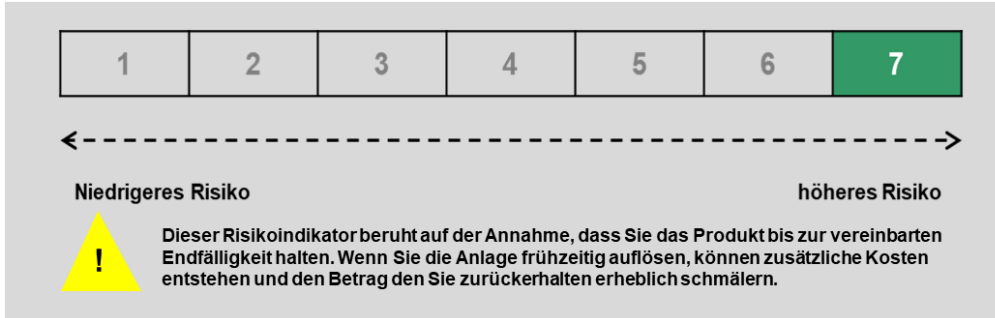 1 2 3 4 5 6 7
Niedrigeres Risiko höheres Risiko
! Dieser Risikoindikator beruht auf der Annahme, dass Sie das Produkt bis zur vereinbarten
Endfälligkeit halten. Wenn Sie die Anlage frühzeitig auflösen, können zusätzliche Kosten
entstehen und den Betrag den Sie zurückerhalten erheblich schmälern.